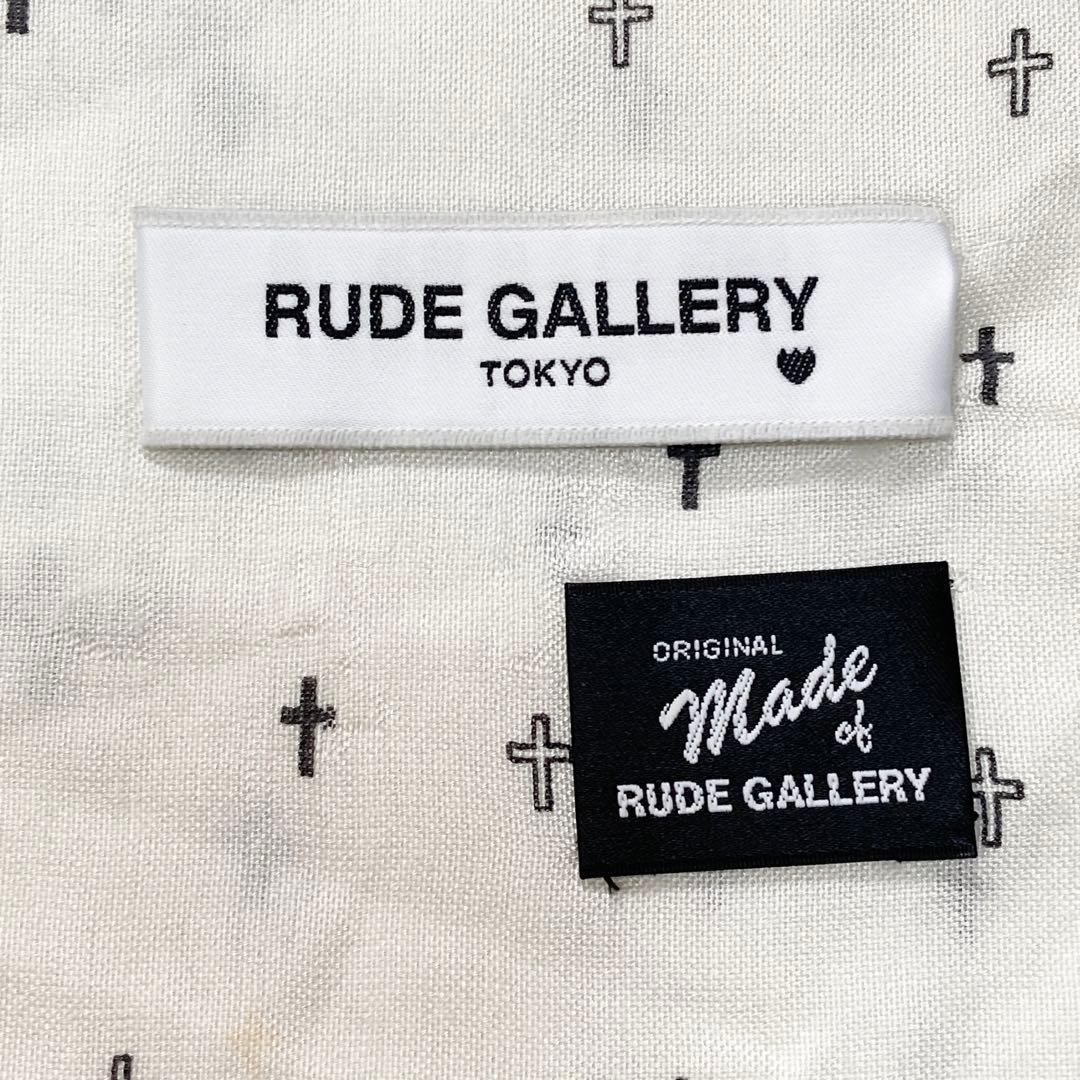 RUDE GALLERY
TOKYO
ORIGINAL
Made
of
RUDE GALLERY